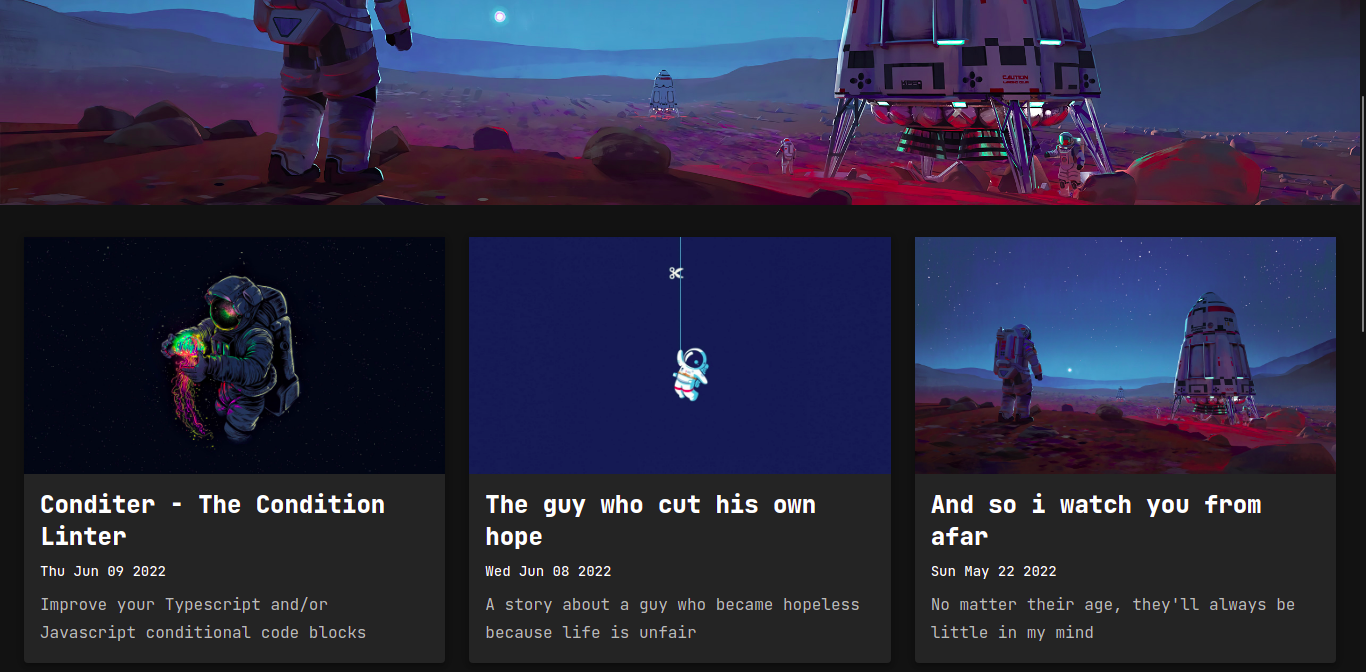 CAUTION
Conditer - The Condition
Linter
Thu Jun 09 2022
Improve your Typescript and/or
Javascript conditional code blocks
The guy who cut his own
hope
Wed Jun 08 2022
A story about a guy who became hopeless
because life is unfair
And so i watch you from
afar
Sun May 22 2022
No matter their age, they'll always be
little in my mind